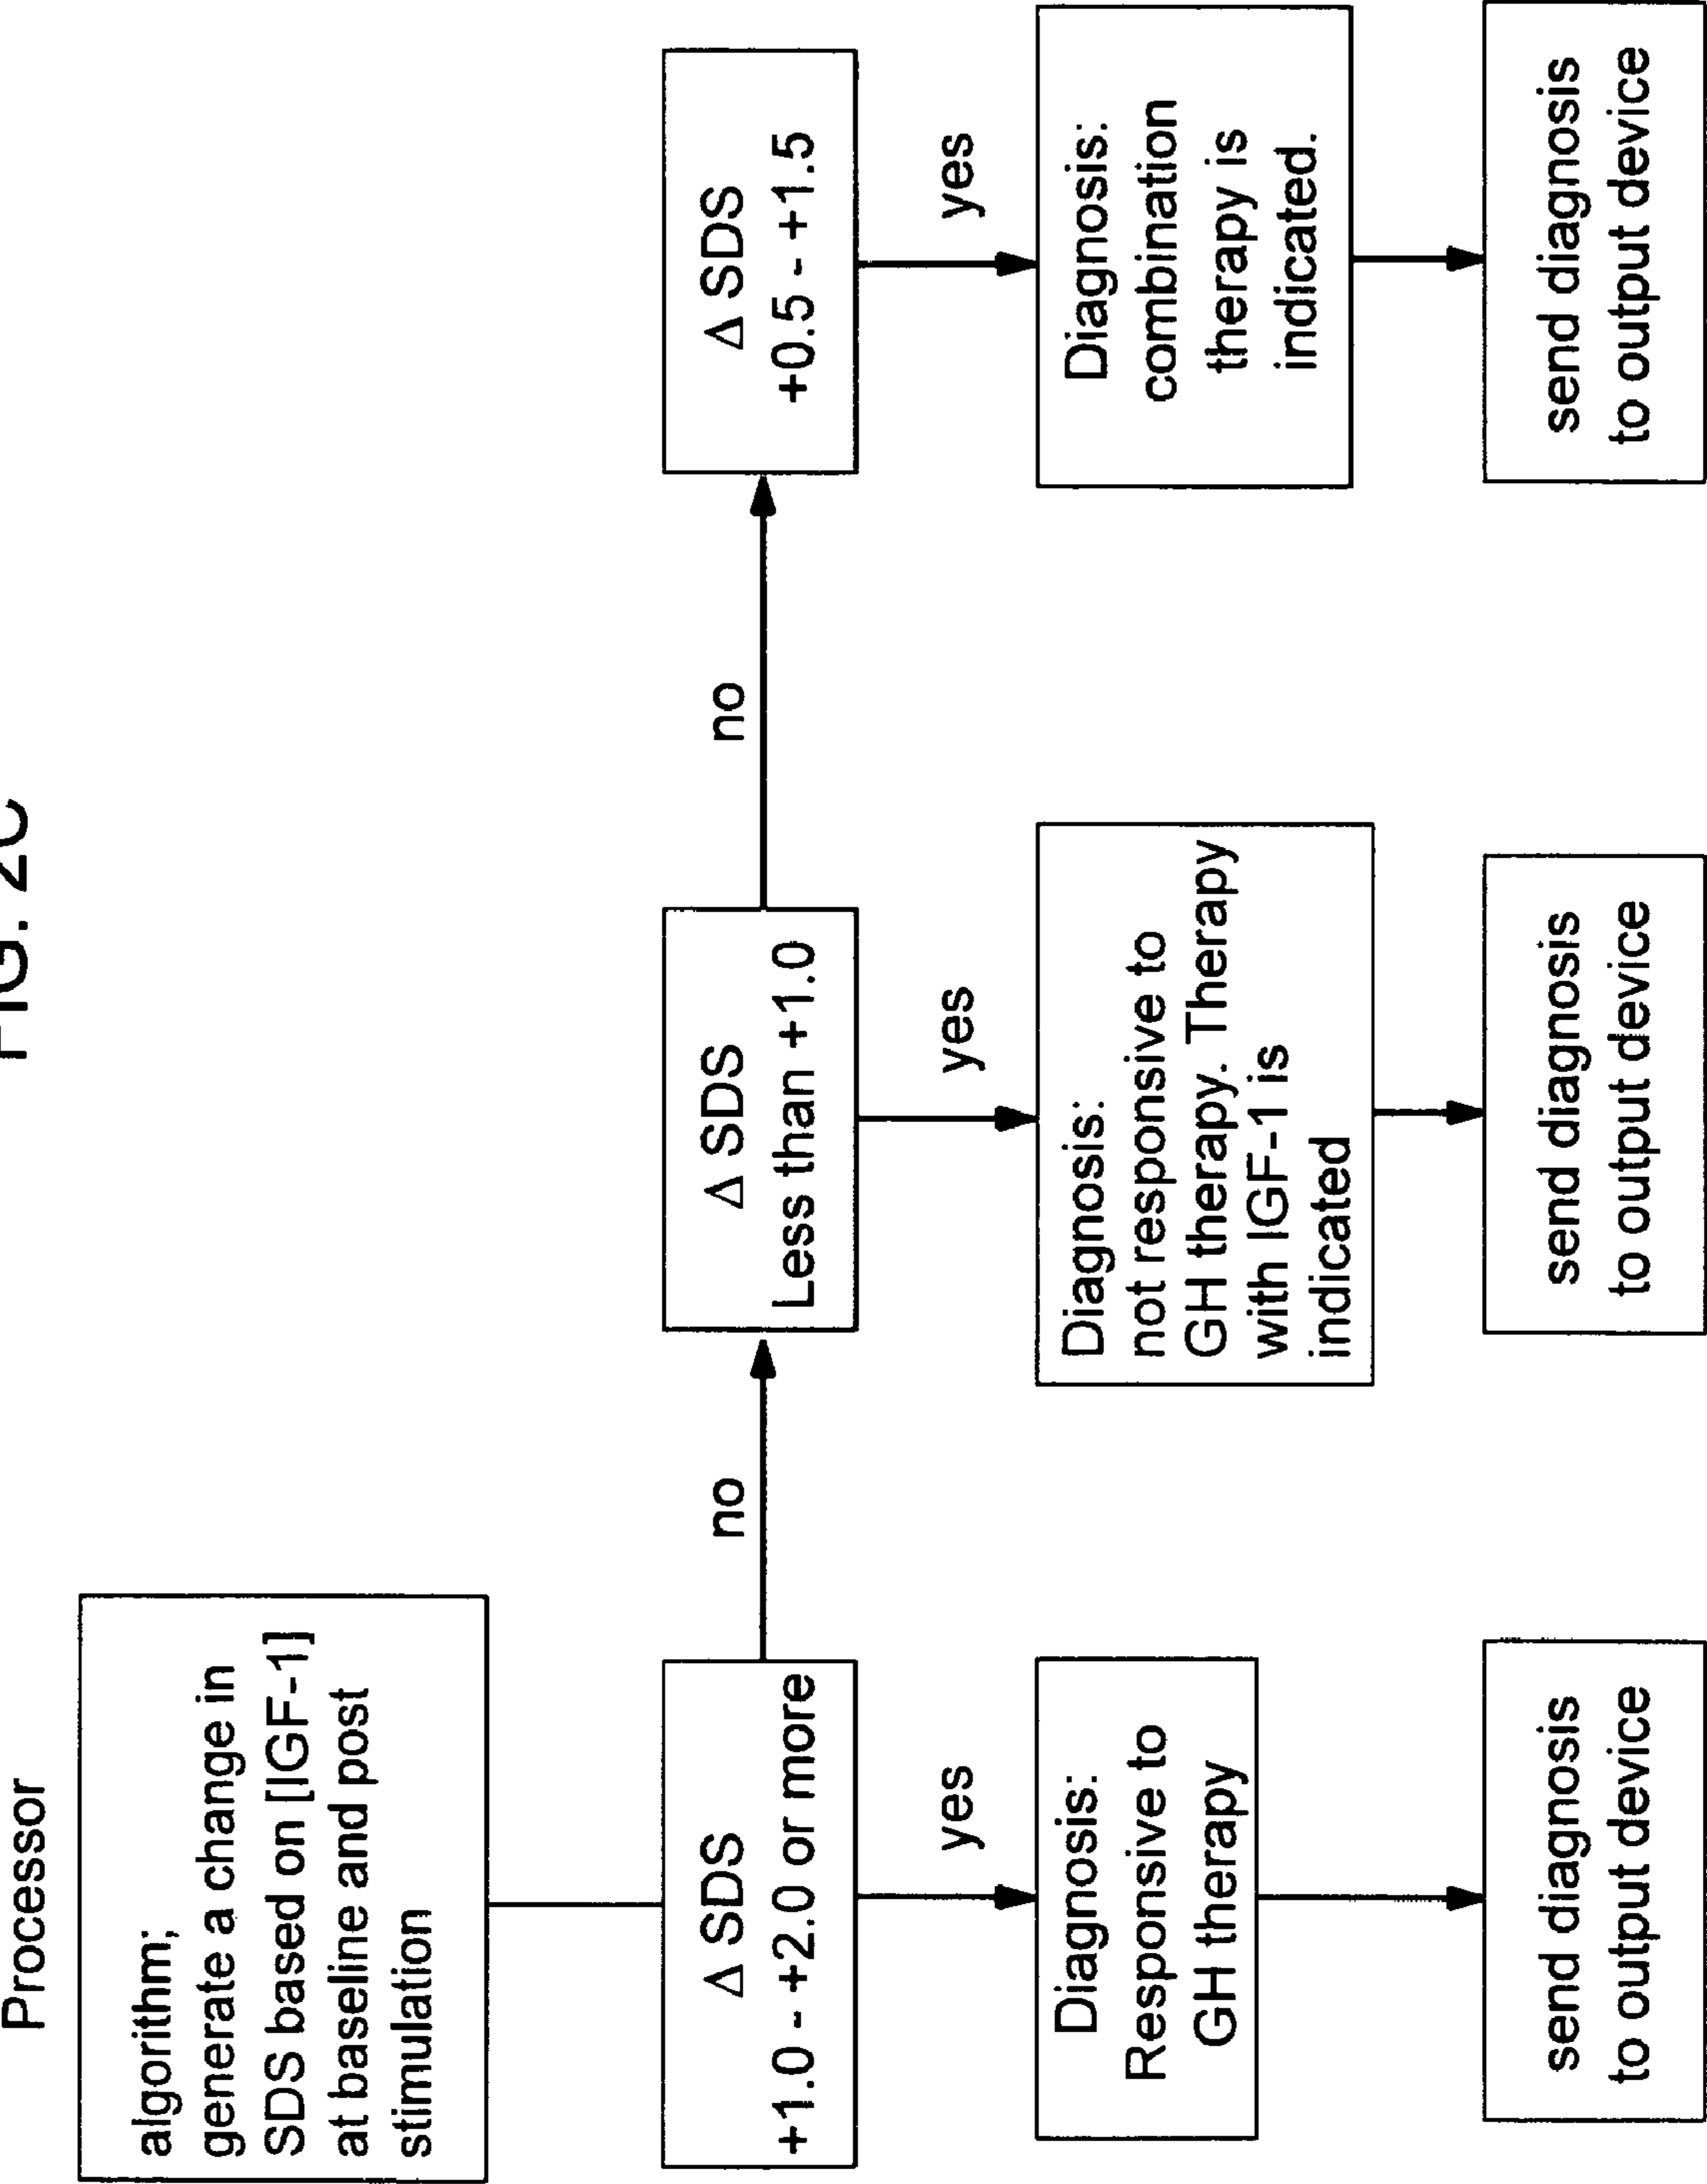 FIG. 2C
Processor
algorithm;
generate a change in
SDS based on [IGF-1]
at baseline and post
stimulation
Δ SDS
+1.0 - +2.0 or more
no
Δ SDS
Less than +1.0
no
Δ SDS
+0.5 - +1.5
yes
yes
yes
Diagnosis:
Responsive to
GH therapy
Diagnosis:
not responsive to
GH therapy. Therapy
with IGF-1 is
indicated
Diagnosis:
combination
therapy is
indicated.
send diagnosis
to output device
send diagnosis
to output device
send diagnosis
to output device